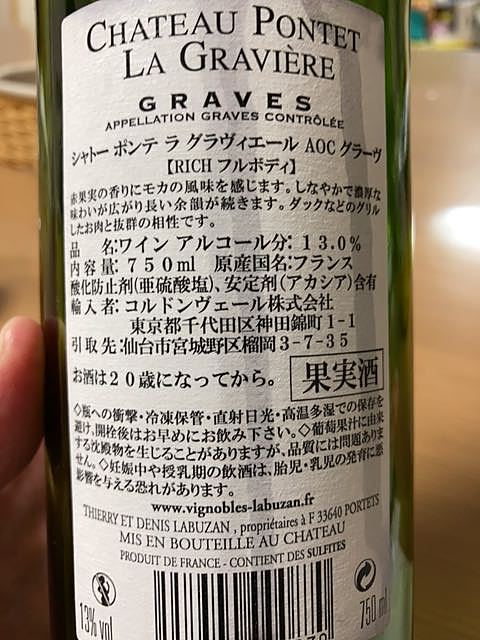 CHATEAU PONTET
LA GRAVIÈRE
GRAVES
APPELLATION GRAVES CONTRÔLÉE
シャトー ポンテ ラ グラヴィエール AOC グラーヴ
【RICH フルボディ】
赤果実の香りにモカの風味を感じます。しなやかで濃厚な
味わいが広がり長い余韻が続きます。ダックなどのグリル
したお肉と抜群の相性です。
品 名:ワイン アルコール分: 13.0%
内容量: 750ml 原産国名:フランス
酸化防止剤(亜硫酸塩)、安定剤(アカシア)含有
輸入者: コルドンヴェール株式会社
東京都千代田区神田錦町1-1
引取先:仙台市宮城野区榴岡3-7-35
お酒は20歳になってから。 果実酒
◇瓶への衝撃・冷凍保管・直射日光・高温多湿での保存を
避け、開栓後はお早めにお飲み下さい。◇葡萄果汁に由来
する沈殿物を生じることがありますが、品質には問題ありま
せん。◇妊娠中や授乳期の飲酒は、胎児・乳児の発育に悪
影響を与える恐れがあります。
www.vignobles-labuzan.fr
THIERRY ET DENIS LABUZAN, propriétaires à F 33640 PORTETS
MIS EN BOUTEILLE AU CHATEAU
PRODUIT DE FRANCE - CONTIENT DES SULFITES
13% vol
750 ml